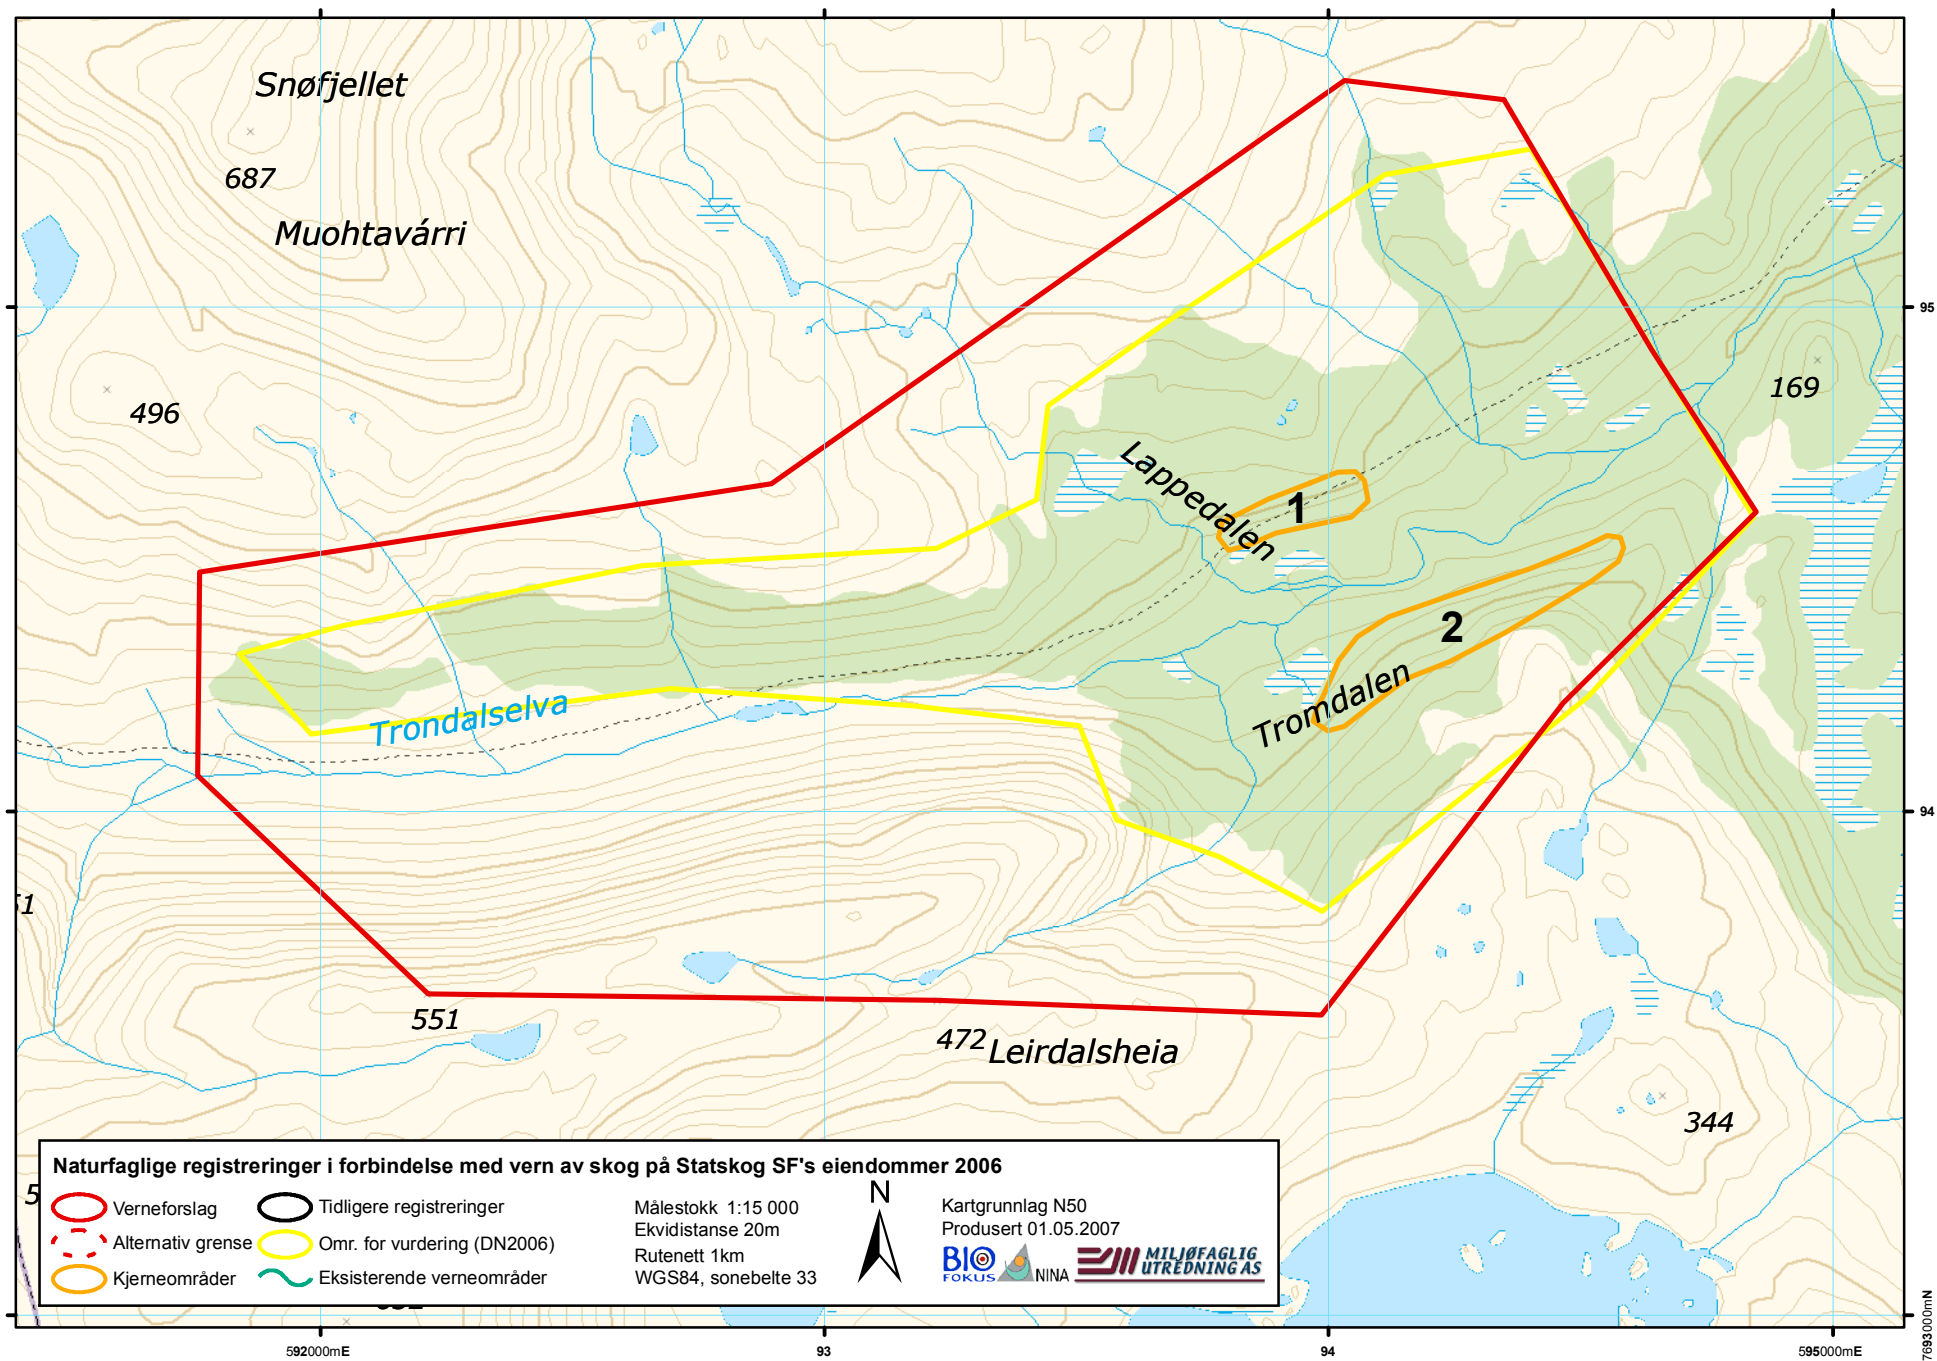 Snøfjellet
687
Muohtavárri
95
496
169
Lappedalen
1
2
Tromdalen
Trondalselva
94
51
551
472
Leirdalsheia
344
Naturfaglige registreringer i forbindelse med vern av skog på Statskog SF's eiendommer 2006
Verneforslag
Alternativ grense
Kjerneområder
Tidligere registreringer
Omr. for vurdering (DN2006)
Eksisterende verneområder
Målestokk 1:15 000
Ekvidistanse 20m
Rutenett 1km
WGS84, sonebelte 33
N
Kartgrunnlag N50
Produsert 01.05.2007
BIO
FOKUS
NINA
MILJØFAGLIG
UTREDNING AS
5
592000mE
93
94
595000mE
7693000mN